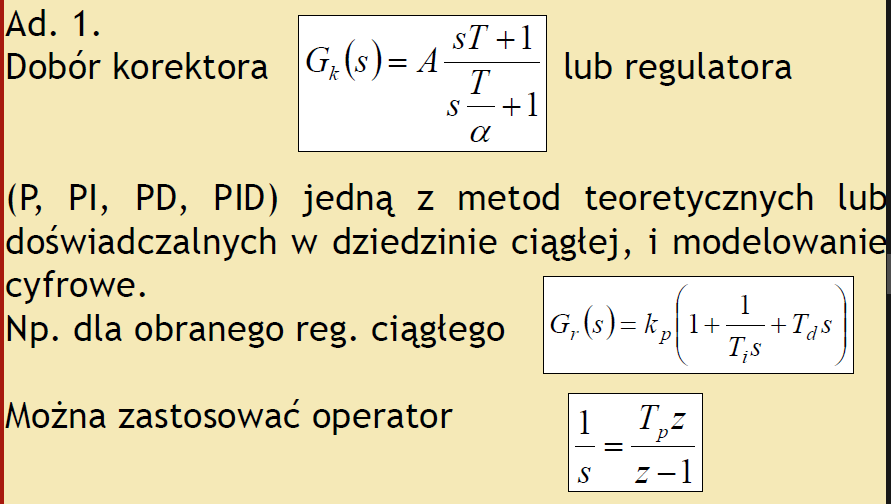 Ad. 1.
Dobór korektora G_k(s) = A \frac{sT + 1}{s\frac{T}{\alpha} + 1} lub regulatora
(P, PI, PD, PID) jedną z metod teoretycznych lub
doświadczalnych w dziedzinie ciągłej, i modelowanie
cyfrowe.
Np. dla obranego reg. ciągłego G_r(s) = k_p\left(1 + \frac{1}{T_i s} + T_d s\right)
Można zastosować operator \frac{1}{s} = \frac{T_p z}{z - 1}